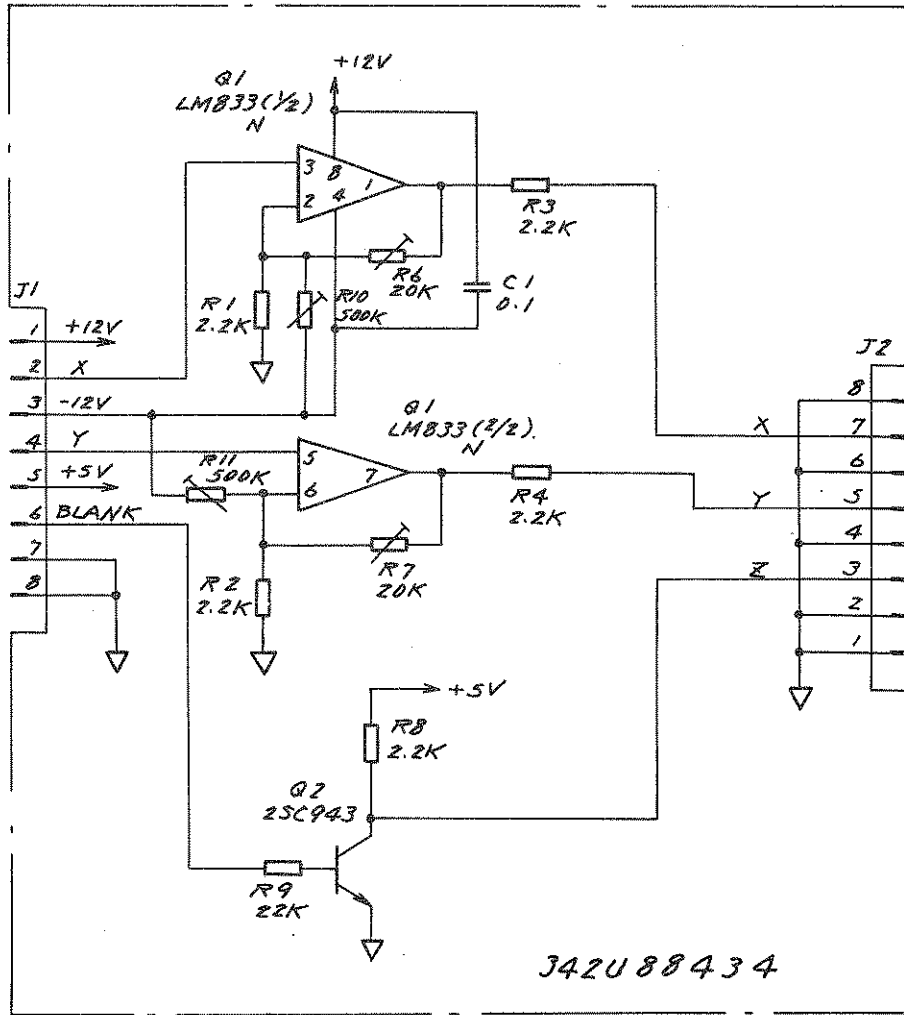 +12V
Q1
LM833(1/2)
N
3
8
1
2
4
R3
2.2K
R6
20K
C1
0.1
R1
2.2K
R10
500K
J1
1 +12V
2 X
3 -12V
4 Y
5 +5V
6 BLANK
7
8
Q1
LM833(2/2).
N
5
6
7
R11
500K
R4
2.2K
R7
20K
R2
2.2K
J2
8
X 7
6
Y 5
4
Z 3
2
1
+5V
R8
2.2K
Q2
2SC943
R9
22K
342U88434